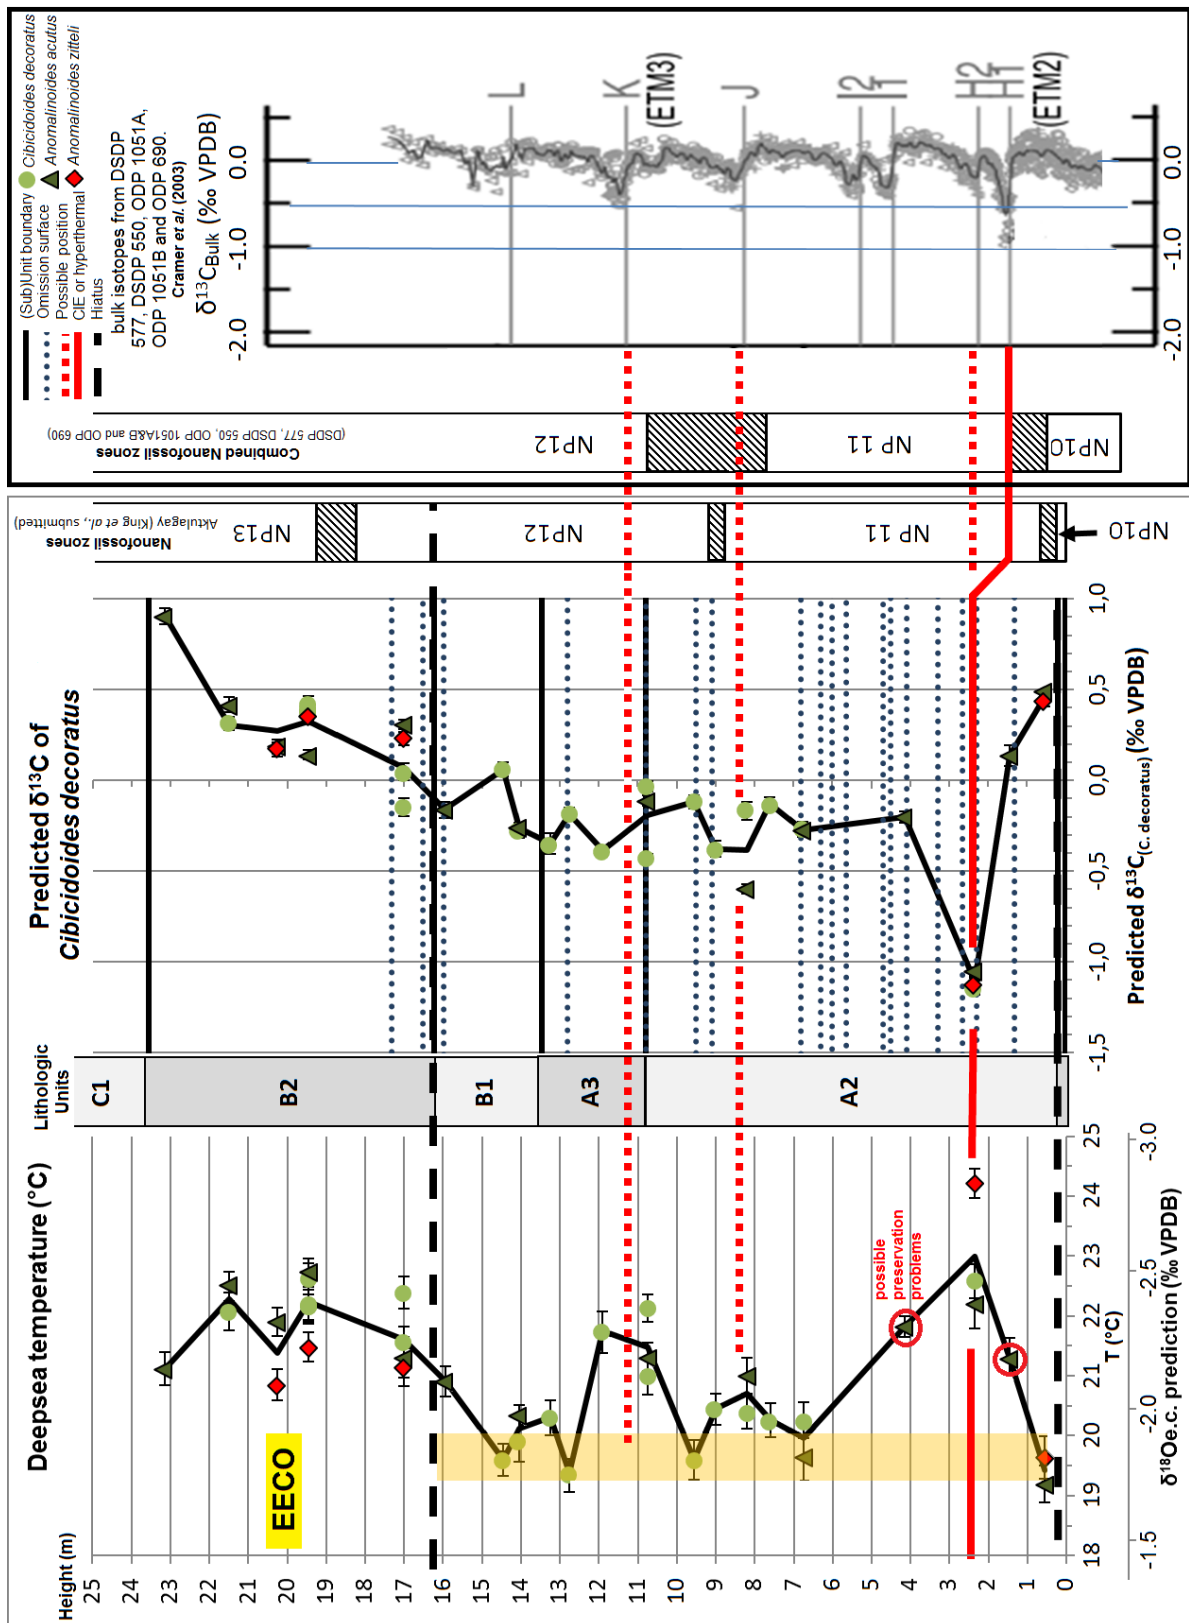 (Sub)Unit boundary
Omission surface
Possible position
CIE or hyperthermal
Hiatus
Cibicidoides decoratus
Anomalinoides acutus
Anomalinoides zitteli
bulk isotopes from DSDP
577, DSDP 550, ODP 1051A,
ODP 1051B and ODP 690.
Cramer et al. (2003)
δ¹³C Bulk (‰ VPDB)
-2.0 -1.0 0.0
L
K
(ETM3)
J
I2
I1
H2
H1
(ETM2)
-2.0 -1.0 0.0
Combined Nanofossil zones
(DSDP 577, DSDP 550, ODP 1051A&B and ODP 690)
NP12
NP 11
NP10
Nanofossil zones
Aktulagay (King et al., submitted)
NP13
NP12
NP 11
NP10
Predicted δ¹³C of
Cibicidoides decoratus
-1,5 -1,0 -0,5 0,0 0,5 1,0
Predicted δ¹³C(C. decoratus) (‰ VPDB)
Lithologic
Units
C1
B2
B1
A3
A2
Deepsea temperature (°C)
EECO
possible
preservation
problems
18 19 20 21 22 23 24 25
T (°C)
-1.5 -2.0 -2.5 -3.0
δ¹⁸Oe.c. prediction (‰ VPDB)
Height (m)
25
24
23
22
21
20
19
18
17
16
15
14
13
12
11
10
9
8
7
6
5
4
3
2
1
0